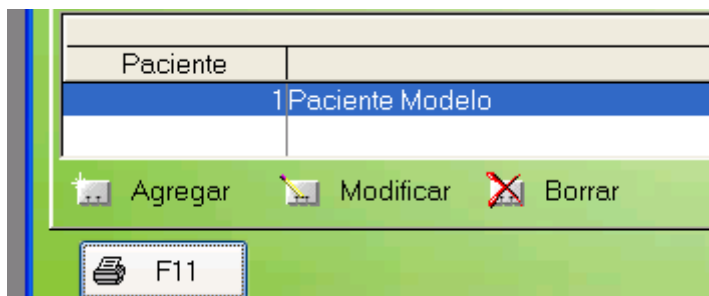 Paciente
1 Paciente Modelo
Agregar Modificar Borrar
F11